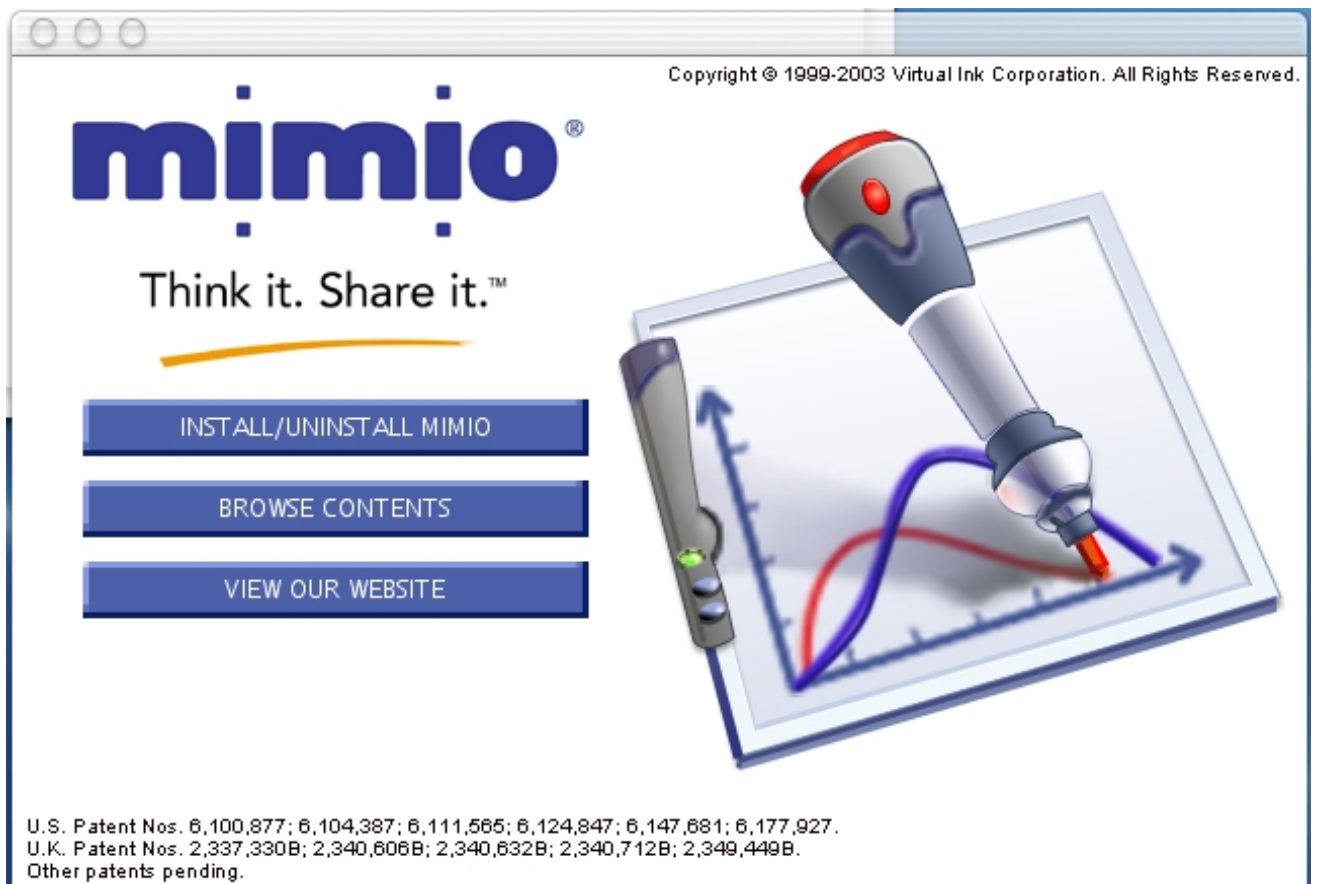 Copyright © 1999-2003 Virtual Ink Corporation. All Rights Reserved.
mimio®
Think it. Share it.™
INSTALL/UNINSTALL MIMIO
BROWSE CONTENTS
VIEW OUR WEBSITE
U.S. Patent Nos. 6,100,877; 6,104,387; 6,111,565; 6,124,847; 6,147,681; 6,177,927.
U.K. Patent Nos. 2,337,330B; 2,340,606B; 2,340,632B; 2,340,712B; 2,349,449B.
Other patents pending.